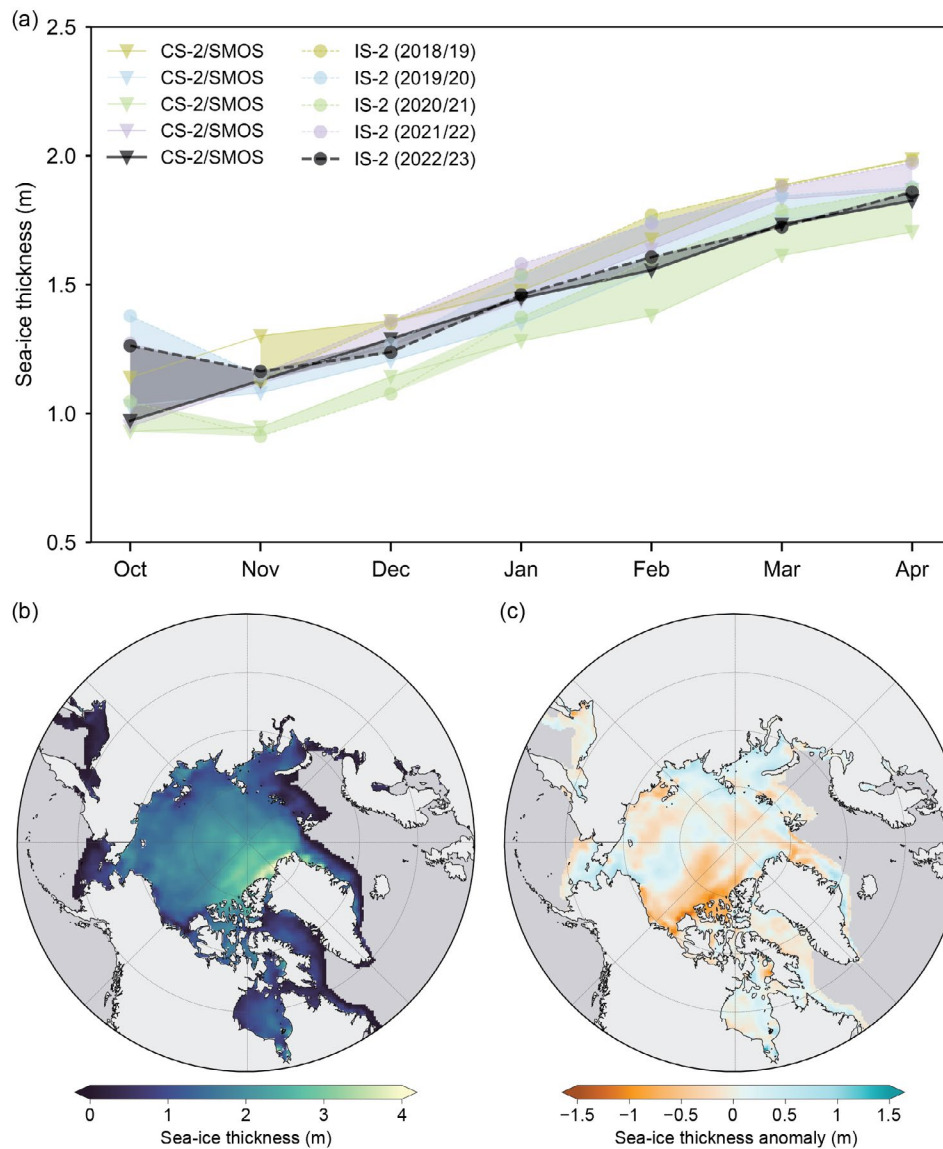 (a)
2.5
2.0
1.5
1.0
0.5
Sea-ice thickness (m)
CS-2/SMOS IS-2 (2018/19)
CS-2/SMOS IS-2 (2019/20)
CS-2/SMOS IS-2 (2020/21)
CS-2/SMOS IS-2 (2021/22)
CS-2/SMOS IS-2 (2022/23)
Oct Nov Dec Jan Feb Mar Apr
(b)
0 1 2 3 4
Sea-ice thickness (m)
(c)
−1.5 −1 −0.5 0 0.5 1 1.5
Sea-ice thickness anomaly (m)